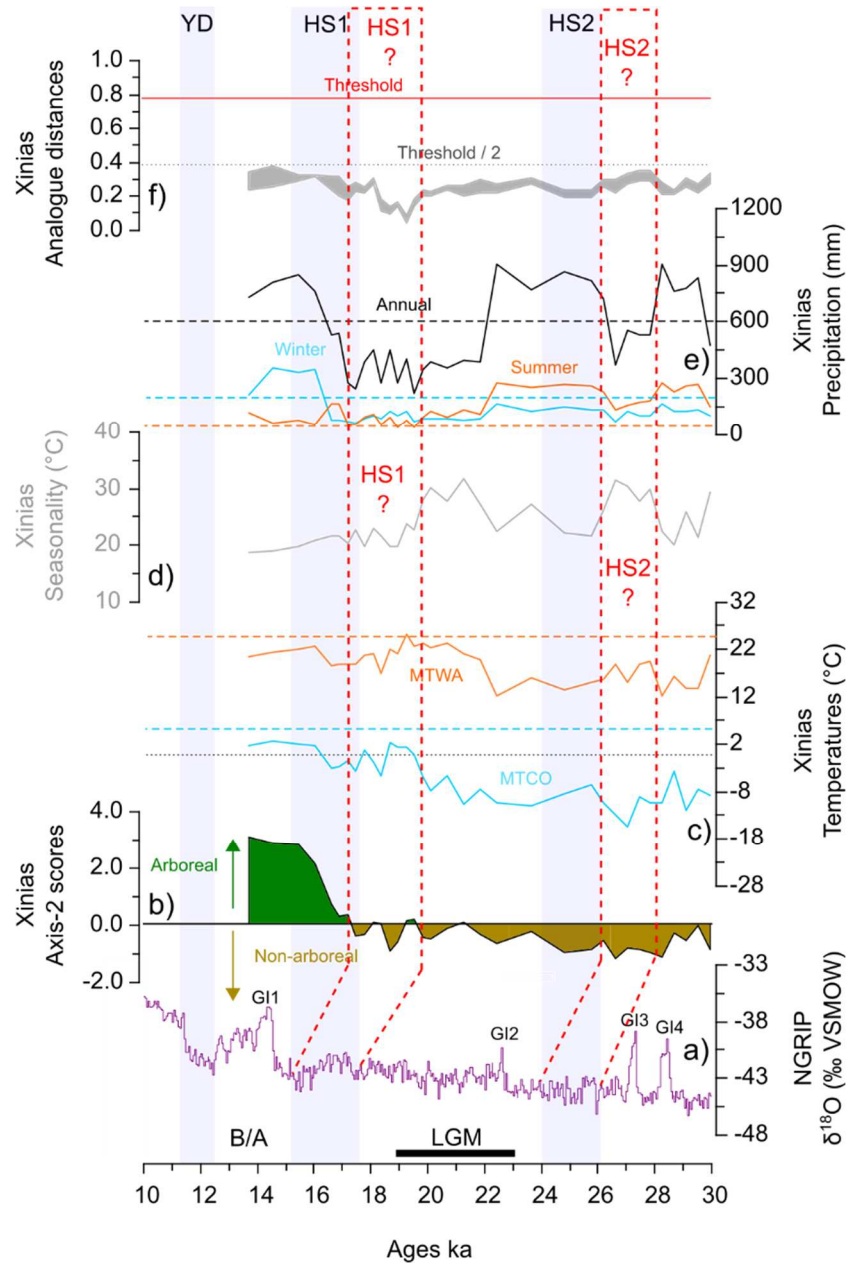 YD
HS1
HS1
?
HS2
HS2
?
Xinias
Analogue distances
1.0
0.8
0.6
0.4
0.2
0.0
Threshold
Threshold / 2
f)
1200
900
600
300
0
Xinias
Precipitation (mm)
Annual
Winter
Summer
e)
40
30
20
10
Xinias
Seasonality (°C)
HS1
?
d)
HS2
?
32
22
12
2
-8
-18
-28
Xinias
Temperatures (°C)
MTWA
MTCO
c)
4.0
2.0
0.0
-2.0
Xinias
Axis-2 scores
b)
Arboreal
Non-arboreal
-33
-38
-43
-48
NGRIP
δ18O (‰ VSMOW)
GI1
GI2
GI3
GI4
a)
B/A
LGM
10 12 14 16 18 20 22 24 26 28 30
Ages ka